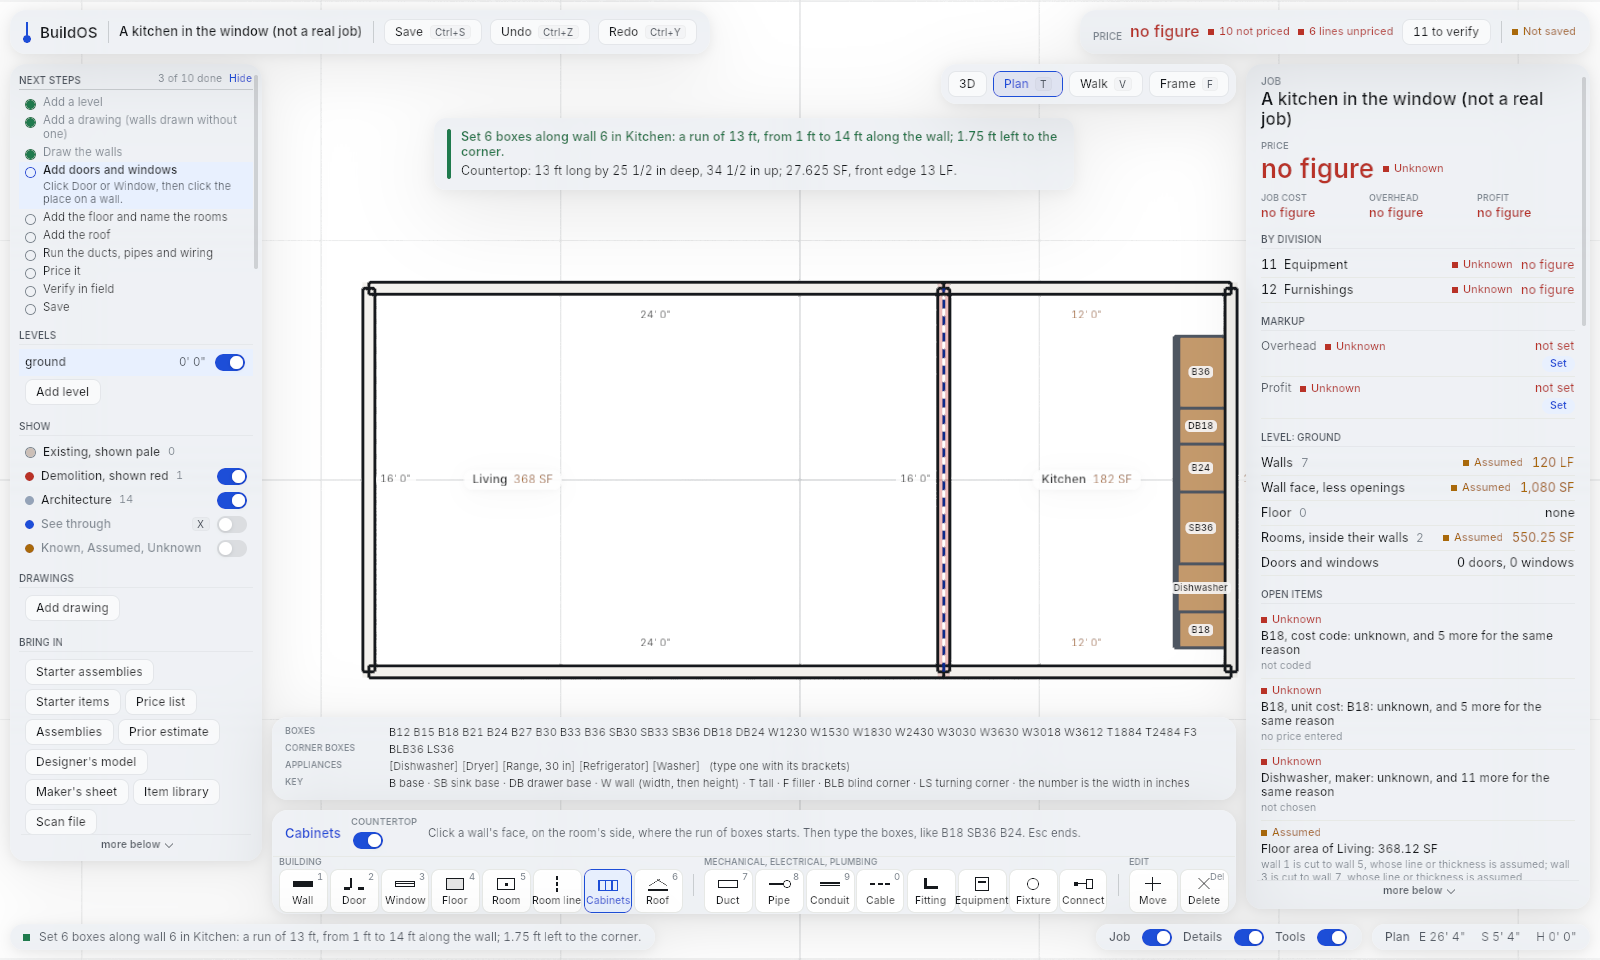 BuildOS
A kitchen in the window (not a real job)
Save Ctrl+S
Undo Ctrl+Z
Redo Ctrl+Y
PRICE no figure 10 not priced 6 lines unpriced 11 to verify Not saved
NEXT STEPS 3 of 10 done Hide
Add a level
Add a drawing (walls drawn without
one)
Draw the walls
Add doors and windows
Click Door or Window, then click the
place on a wall.
Add the floor and name the rooms
Add the roof
Run the ducts, pipes and wiring
Price it
Verify in field
Save
LEVELS
ground 0' 0"
Add level
SHOW
Existing, shown pale 0
Demolition, shown red 1
Architecture 14
See through X
Known, Assumed, Unknown
DRAWINGS
Add drawing
BRING IN
Starter assemblies
Starter items Price list
Assemblies Prior estimate
Designer's model
Maker's sheet Item library
Scan file
more below
3D Plan T Walk V Frame F
Set 6 boxes along wall 6 in Kitchen: a run of 13 ft, from 1 ft to 14 ft along the wall; 1.75 ft left to the
corner.
Countertop: 13 ft long by 25 1/2 in deep, 34 1/2 in up; 27.625 SF, front edge 13 LF.
24' 0" 12' 0"
B36
DB18
B24
16' 0" Living 368 SF 16' 0" Kitchen 182 SF
SB36
Dishwasher
B18
24' 0" 12' 0"
BOXES B12 B15 B18 B21 B24 B27 B30 B33 B36 SB30 SB33 SB36 DB18 DB24 W1230 W1530 W1830 W2430 W3030 W3630 W3018 W3612 T1884 T2484 F3
CORNER BOXES BLB36 LS36
APPLIANCES [Dishwasher] [Dryer] [Range, 30 in] [Refrigerator] [Washer] (type one with its brackets)
KEY B base · SB sink base · DB drawer base · W wall (width, then height) · T tall · F filler · BLB blind corner · LS turning corner · the number is the width in inches
Cabinets COUNTERTOP Click a wall's face, on the room's side, where the run of boxes starts. Then type the boxes, like B18 SB36 B24. Esc ends.
BUILDING MECHANICAL, ELECTRICAL, PLUMBING EDIT
1 2 3 4 5 6 7 8 9 0 Del
Wall Door Window Floor Room Room line Cabinets Roof Duct Pipe Conduit Cable Fitting Equipment Fixture Connect Move Delete
JOB
A kitchen in the window (not a real
job)
PRICE
no figure Unknown
JOB COST OVERHEAD PROFIT
no figure no figure no figure
BY DIVISION
11 Equipment Unknown no figure
12 Furnishings Unknown no figure
MARKUP
Overhead Unknown not set
Set
Profit Unknown not set
Set
LEVEL: GROUND
Walls 7 Assumed 120 LF
Wall face, less openings Assumed 1,080 SF
Floor 0 none
Rooms, inside their walls 2 Assumed 550.25 SF
Doors and windows 0 doors, 0 windows
OPEN ITEMS
Unknown
B18, cost code: unknown, and 5 more for the same
reason
not coded
Unknown
B18, unit cost: B18: unknown, and 5 more for the
same reason
no price entered
Unknown
Dishwasher, maker: unknown, and 11 more for the
same reason
not chosen
Assumed
Floor area of Living: 368.12 SF
wall 1 is cut to wall 5, whose line or thickness is assumed; wall
3 is cut to wall 7, whose line or thickness is assumed
more below
Set 6 boxes along wall 6 in Kitchen: a run of 13 ft, from 1 ft to 14 ft along the wall; 1.75 ft left to the corner.
Job Details Tools
Plan E 26' 4" S 5' 4" H 0' 0"